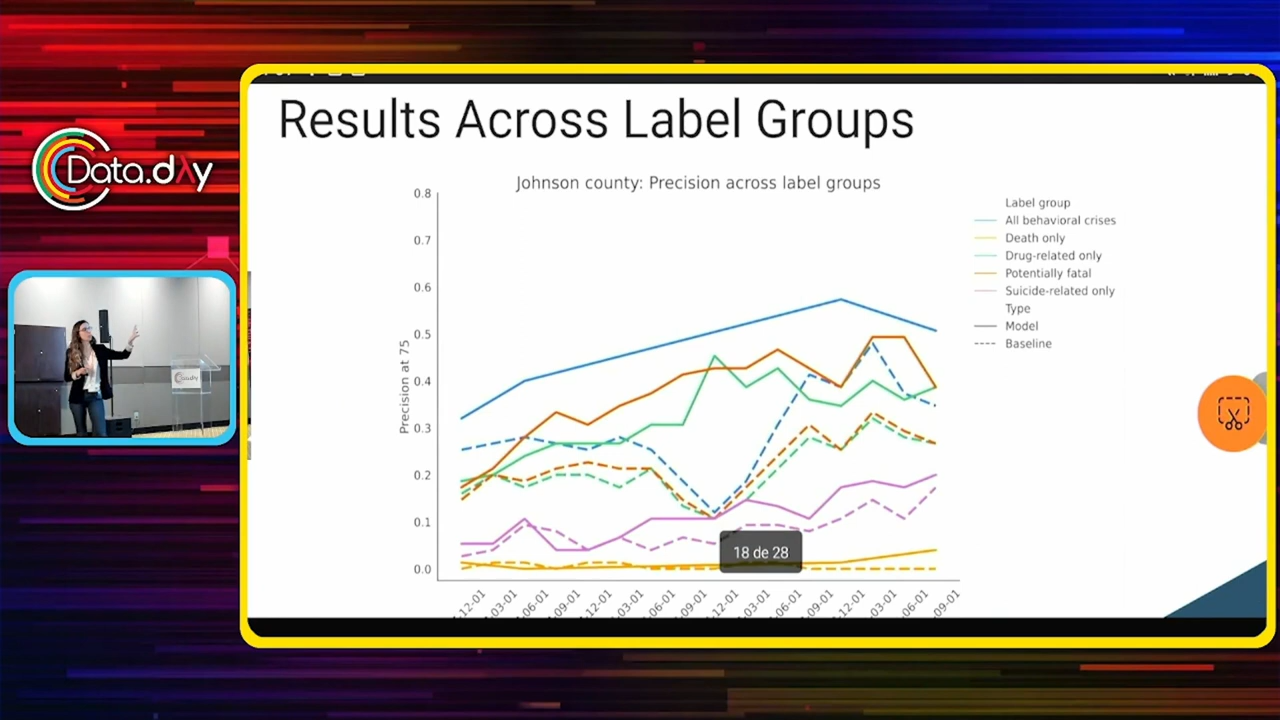 Results Across Label Groups
Data.dλy
Johnson county: Precision across label groups
0.8
0.7
0.6
0.5
0.4
0.3
0.2
0.1
0.0
Precision at 75
Label group
All behavioral crises
Death only
Drug-related only
Potentially fatal
Suicide-related only
Type
Model
Baseline
18 de 28
12-01
03-01
06-01
09-01
12-01
03-01
06-01
09-01
12-01
03-01
06-01
09-01
12-01
03-01
06-01
09-01